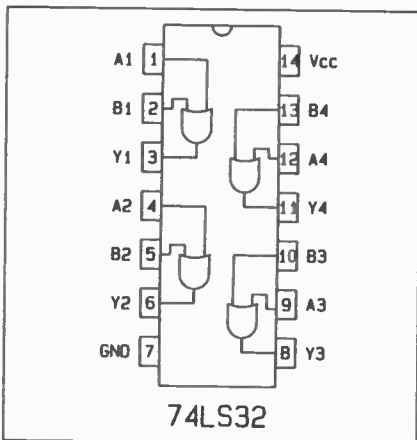 A1 1 14 Vcc
B1 2 13 B4
Y1 3 12 A4
A2 4 11 Y4
B2 5 10 B3
Y2 6 9 A3
GND 7 8 Y3
74LS32